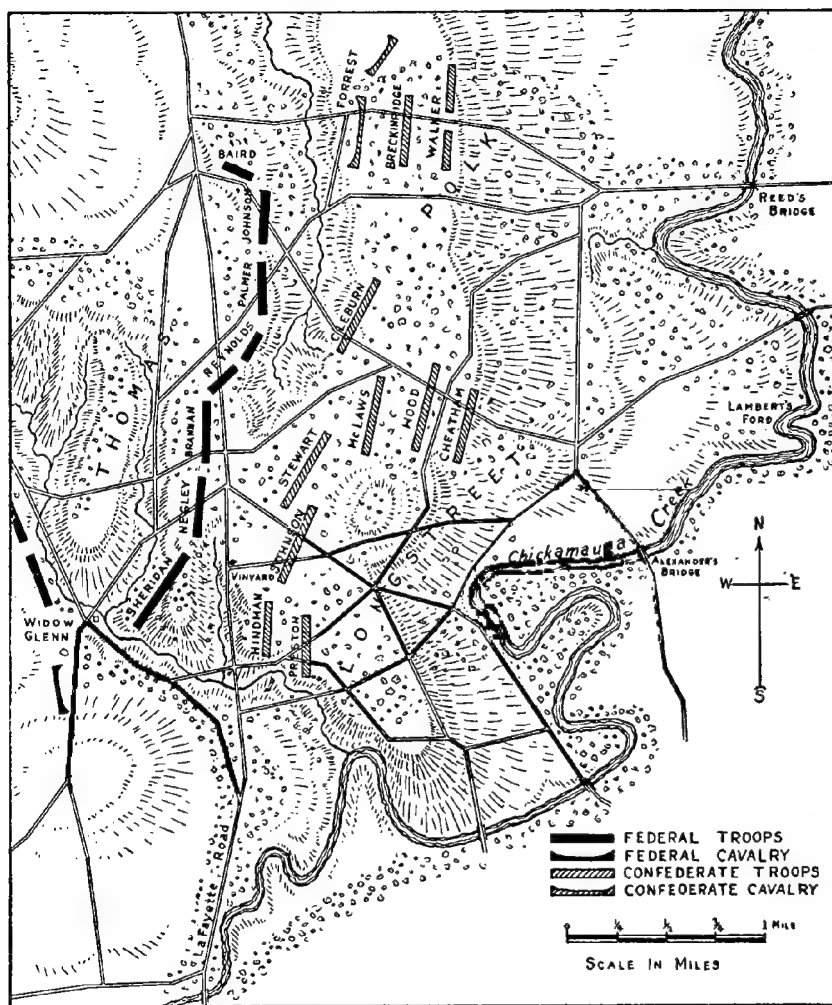 FORREST
BRECKINRIDGE
WALKER
POLK
BAIRD
JOHNSON
PALMER
REYNOLDS
REED'S
BRIDGE
CLEBURN
THOMAS
BRANNAN
NEGLEY
SHERIDAN
STEWART
McLAWS
HOOD
CHEATHAM
LAMBERT'S
FORD
LONGSTREET
Chickamauga Creek
ALEXANDER'S
BRIDGE
JOHNSON
VINYARD
HINDMAN
PRESTON
WIDOW
GLENN
N
W E
S
LaFayette Road
FEDERAL TROOPS
FEDERAL CAVALRY
CONFEDERATE TROOPS
CONFEDERATE CAVALRY
0 ¼ ½ ¾ 1 MILE
SCALE IN MILES